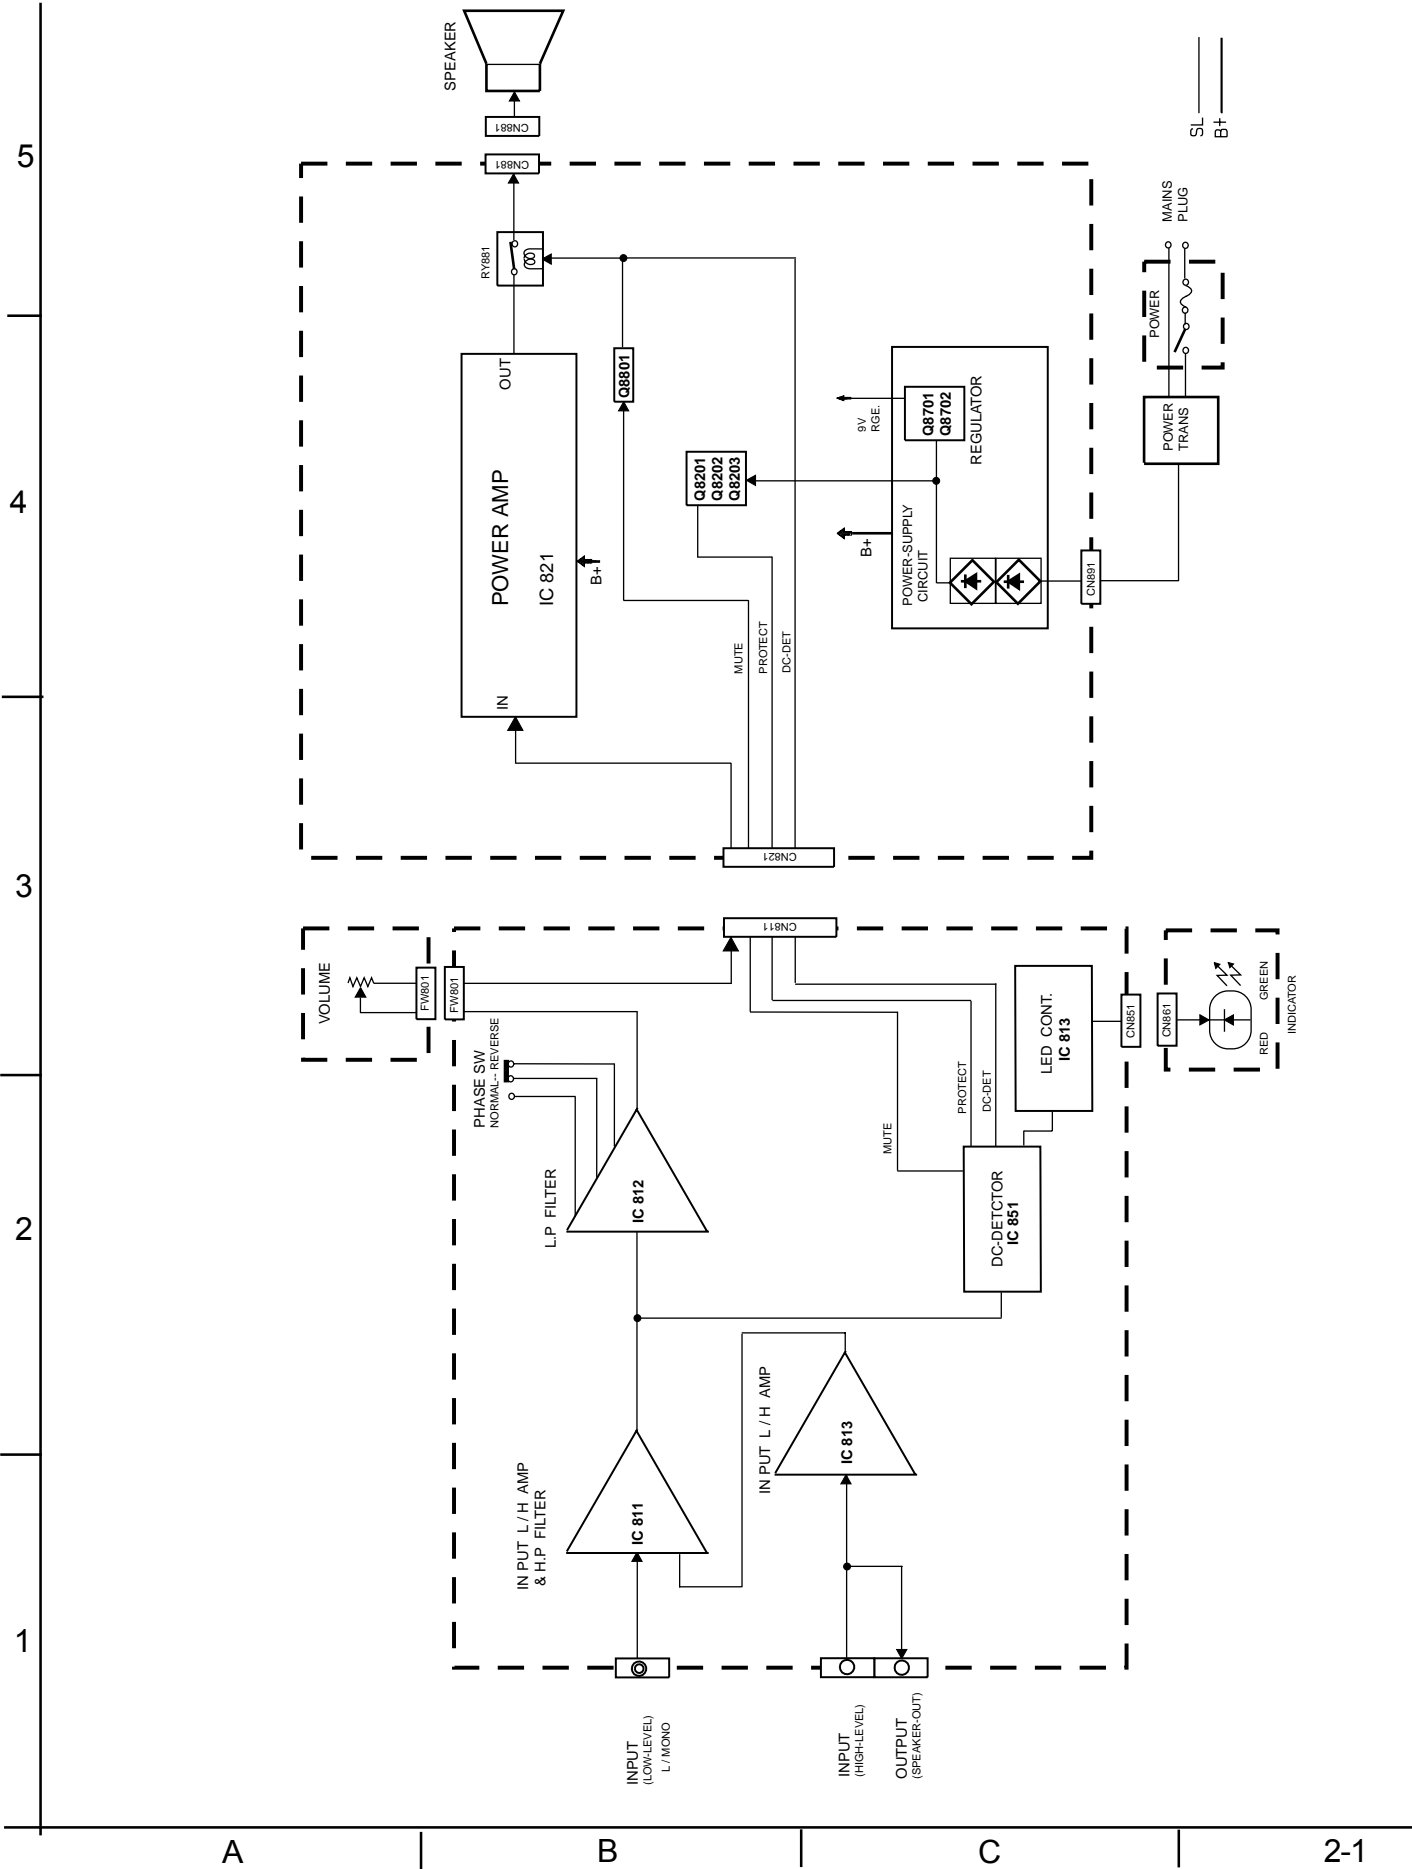 SPEAKER
CN881
CN881
RY881
OUT
POWER AMP
IC 821
IN
B+
Q8801
Q8201
Q8202
Q8203
MUTE
PROTECT
DC-DET
9V
RGE.
Q8701
Q8702
REGULATOR
B+
POWER-SUPPLY
CIRCUIT
CN891
SL
B+
MAINS
PLUG
POWER
POWER
TRANS
CN821
CN811
VOLUME
FW801
FW801
PHASE SW
NORMAL-- REVERSE
L.P FILTER
IC 812
MUTE
PROTECT
DC-DET
LED CONT.
IC 813
CN851
CN861
RED
GREEN
INDICATOR
DC-DETCTOR
IC 851
IN PUT L / H AMP
& H.P FILTER
IC 811
IN PUT L / H AMP
IC 813
INPUT
(LOW-LEVEL)
L / MONO
INPUT
(HIGH-LEVEL)
OUTPUT
(SPEAKER-OUT)
5
4
3
2
1
A
B
C
2-1